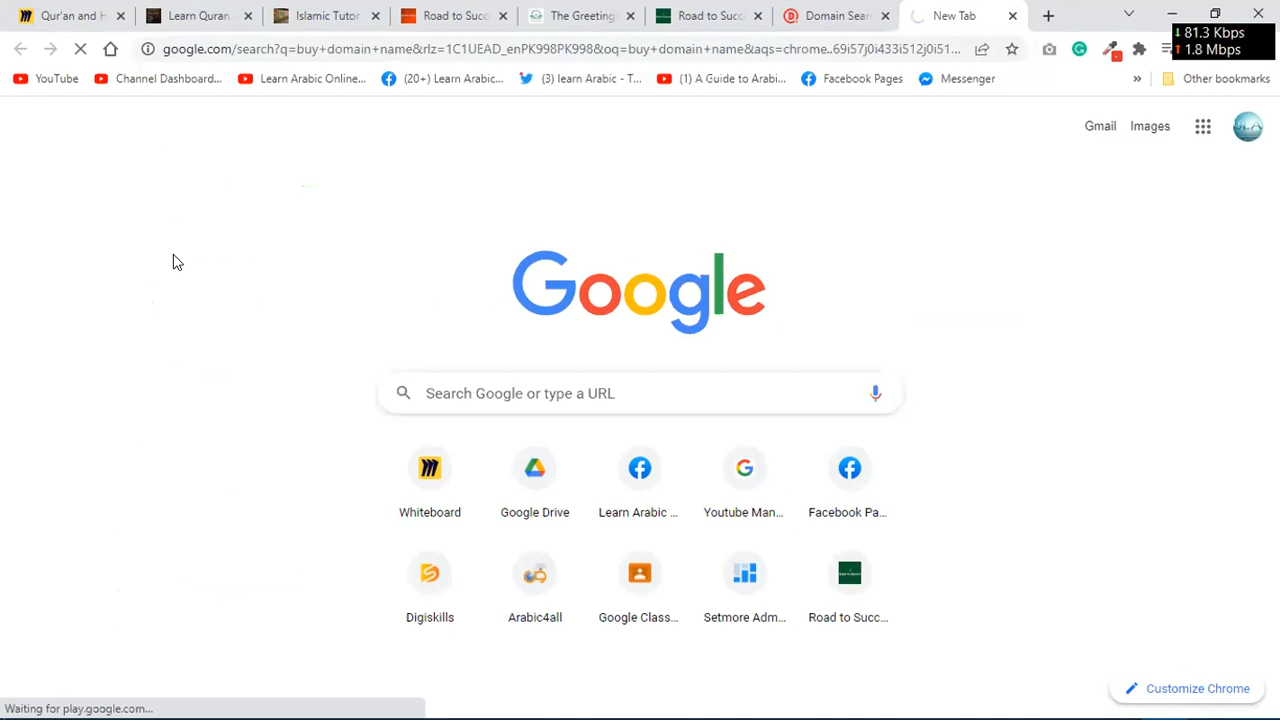 Qur'an and H
Learn Quran
Islamic Tutor
Road to Succ
The Greeting
Road to Succ
Domain Sear
New Tab
google.com/search?q=buy+domain+name&rlz=1C1JJEAD_enPK998PK998&oq=buy+domain+name&aqs=chrome..69i57j0i433i512j0i51...
81.3 Kbps
1.8 Mbps
YouTube
Channel Dashboard...
Learn Arabic Online...
(20+) Learn Arabic...
(3) learn Arabic - T...
(1) A Guide to Arabi...
Facebook Pages
Messenger
»
Other bookmarks
Gmail
Images
Google
Search Google or type a URL
Whiteboard
Google Drive
Learn Arabic ...
Youtube Man...
Facebook Pa...
Digiskills
Arabic4all
Google Class...
Setmore Adm...
Road to Succ...
Customize Chrome
Waiting for play.google.com...